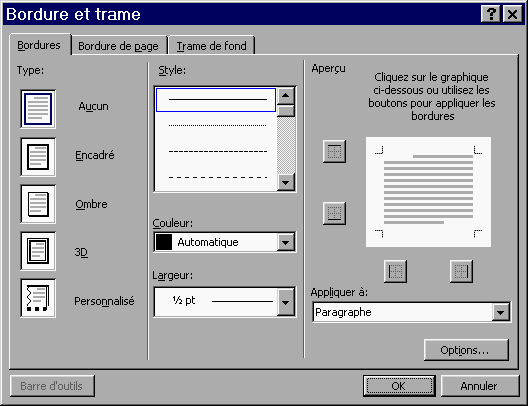 Bordure et trame
Bordures
Bordure de page
Trame de fond
Type:
Aucun
Encadré
Ombre
3D
Personnalisé
Style:
Couleur:
Automatique
Largeur:
½ pt
Aperçu
Cliquez sur le graphique
ci-dessous ou utilisez les
boutons pour appliquer les
bordures
Appliquer à:
Paragraphe
Options...
Barre d'outils
OK
Annuler